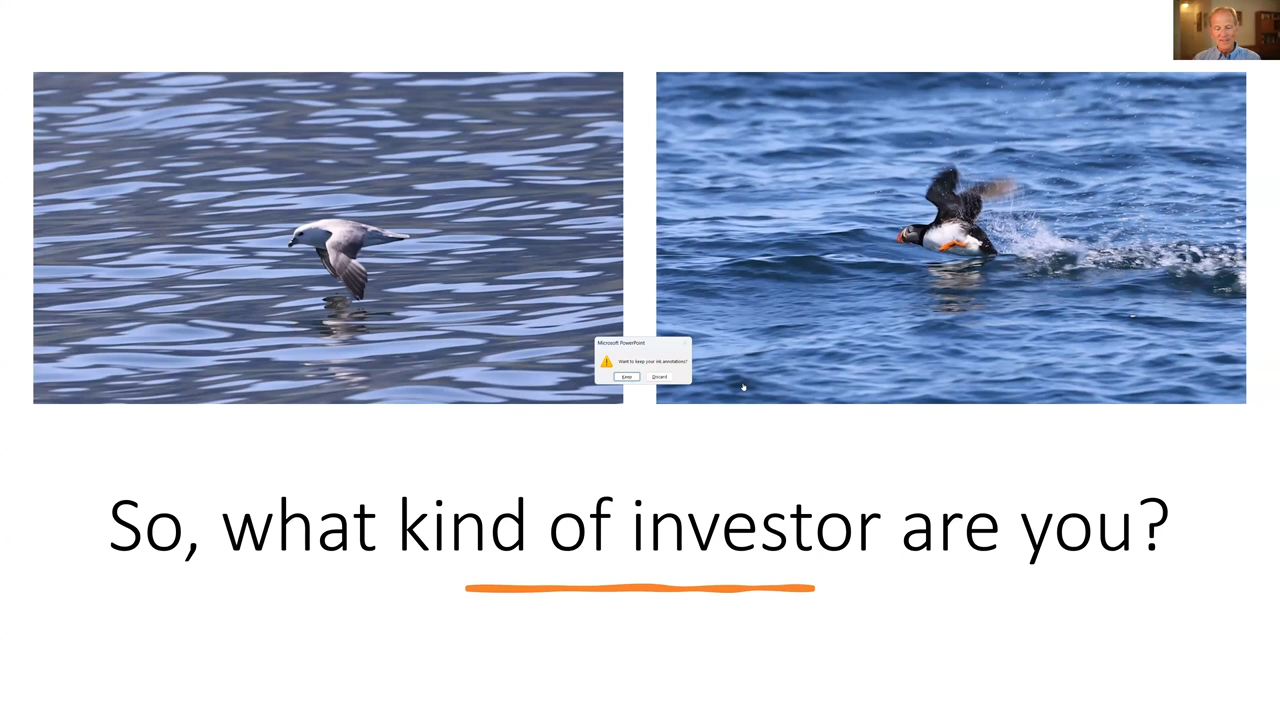 Microsoft PowerPoint
Want to keep your ink annotations?
Keep
Discard
So, what kind of investor are you?